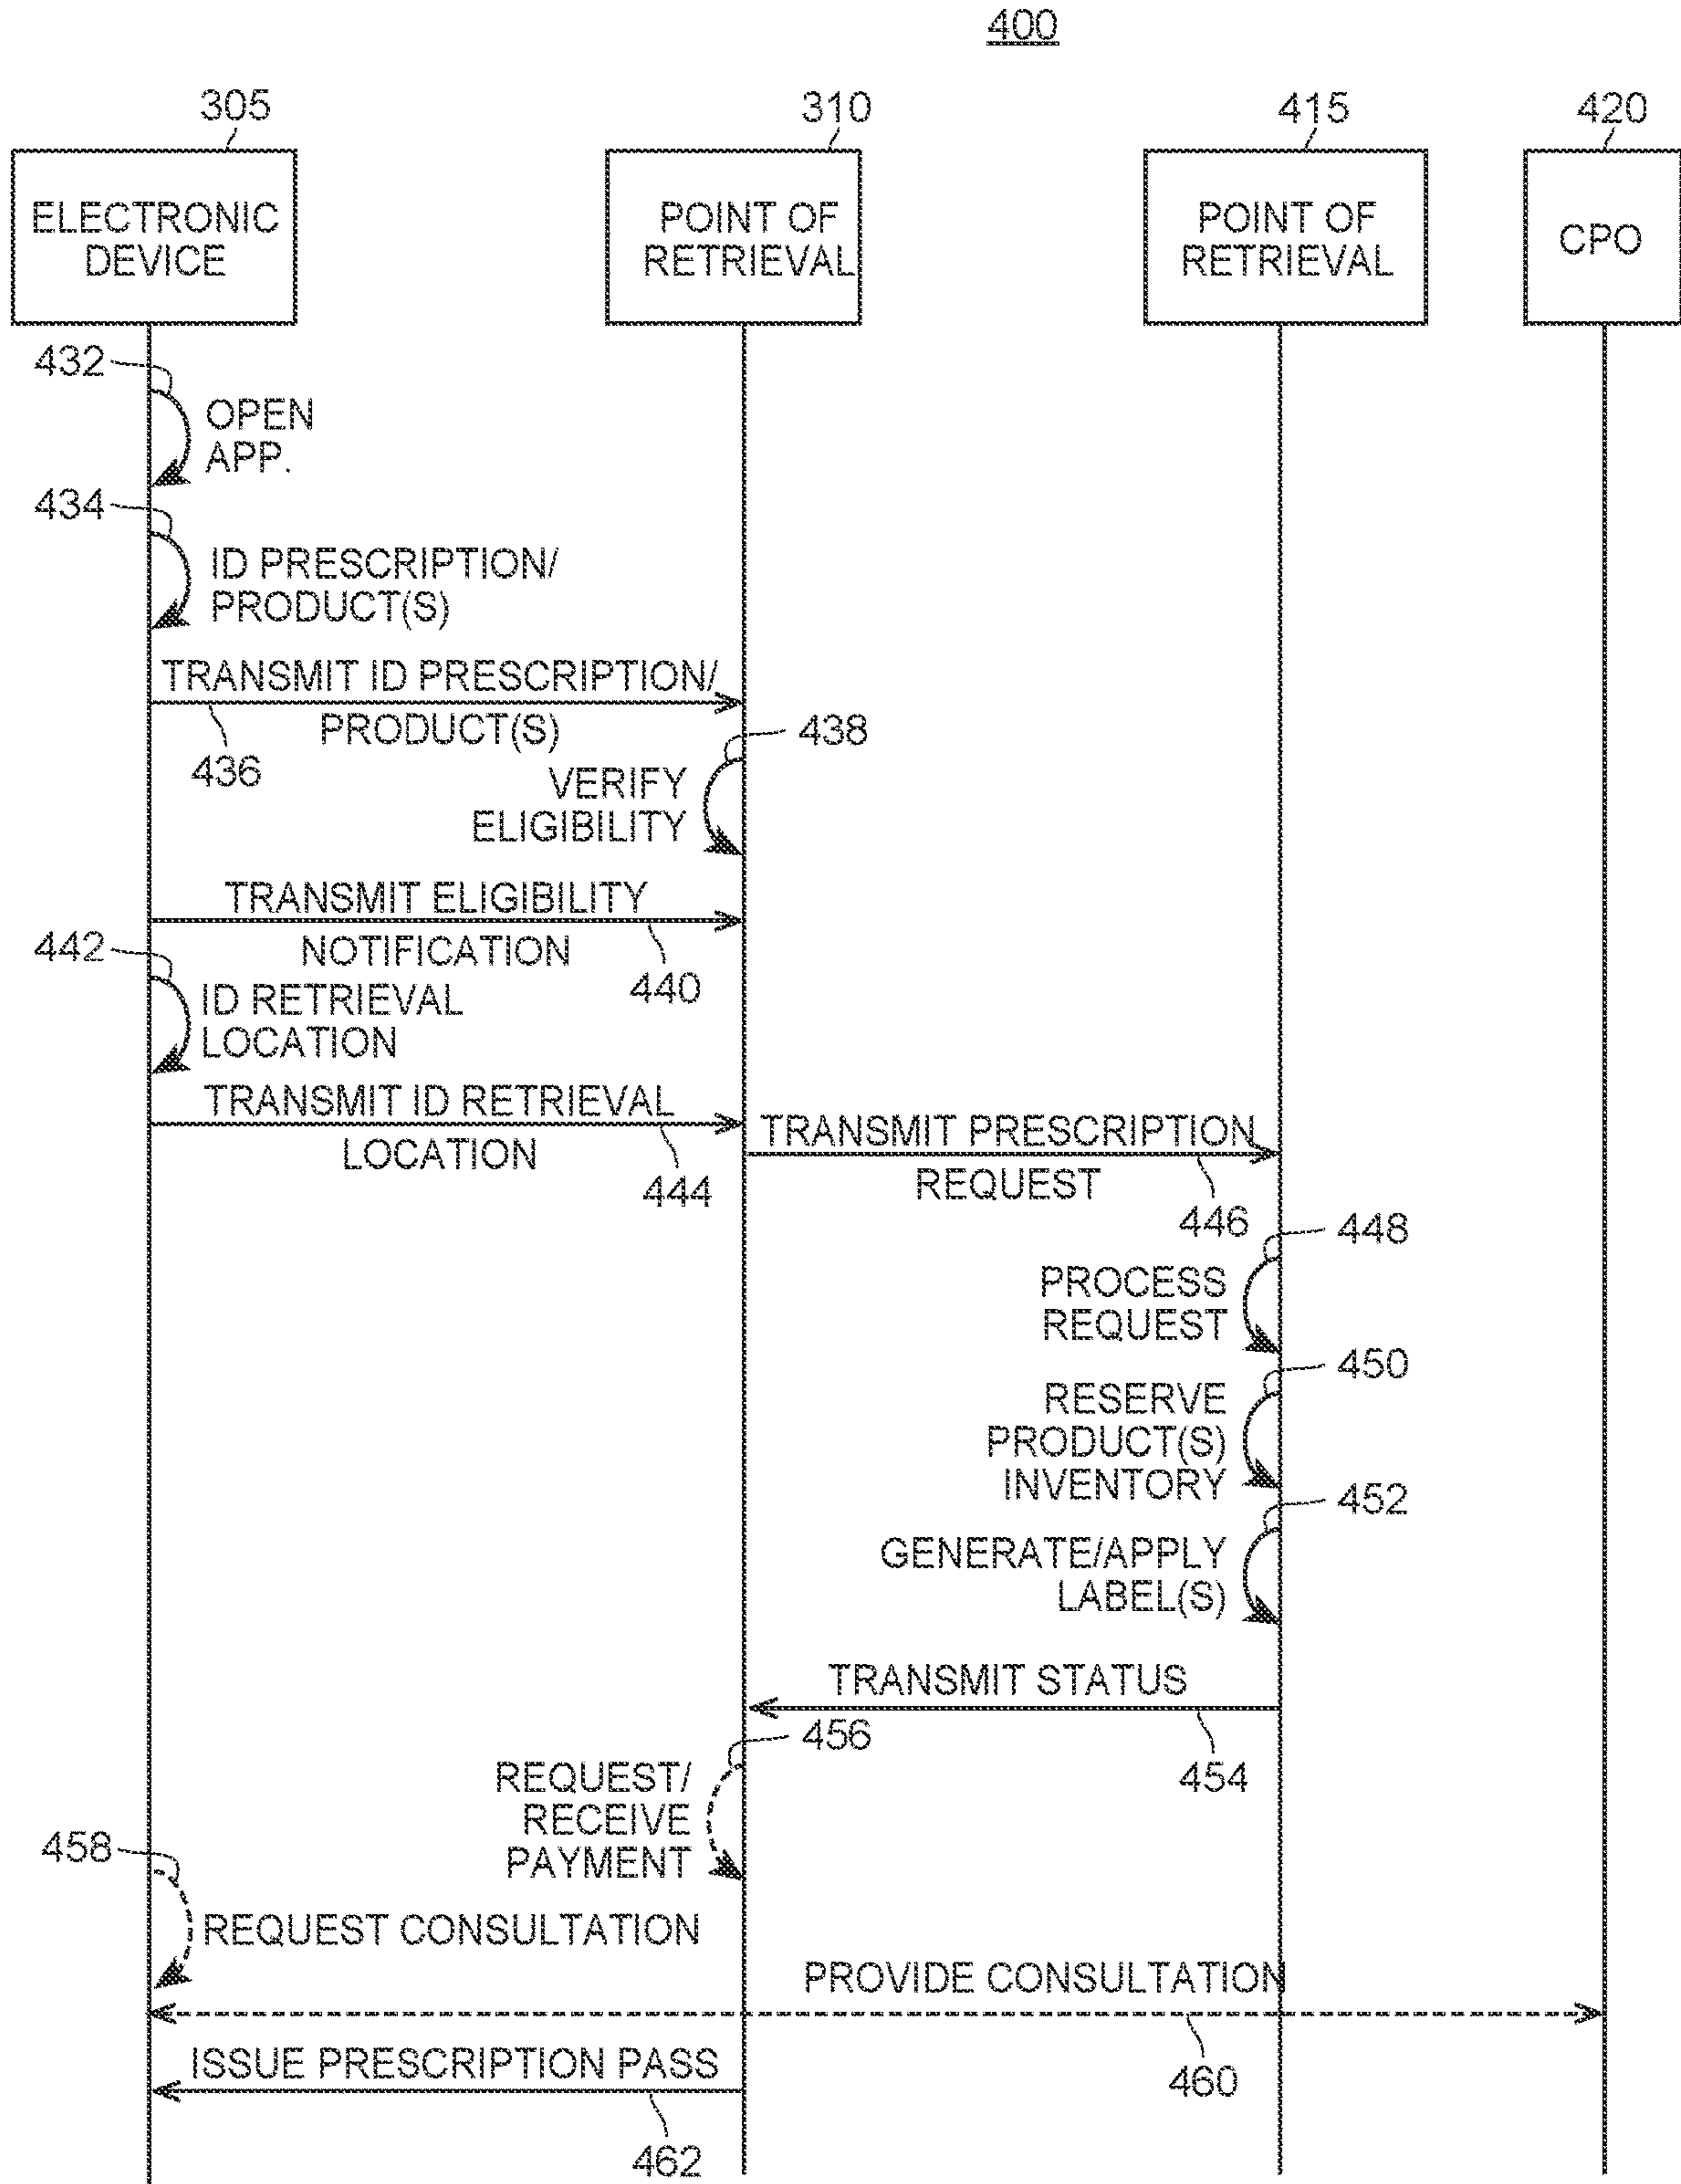 400
305
310
415
420
ELECTRONIC
DEVICE
POINT OF
RETRIEVAL
POINT OF
RETRIEVAL
CPO
432
OPEN
APP.
434
ID PRESCRIPTION/
PRODUCT(S)
TRANSMIT ID PRESCRIPTION/
PRODUCT(S)
436
438
VERIFY
ELIGIBILITY
TRANSMIT ELIGIBILITY
NOTIFICATION
440
442
ID RETRIEVAL
LOCATION
TRANSMIT ID RETRIEVAL
LOCATION
444
TRANSMIT PRESCRIPTION
REQUEST
446
448
PROCESS
REQUEST
450
RESERVE
PRODUCT(S)
INVENTORY
452
GENERATE/APPLY
LABEL(S)
TRANSMIT STATUS
454
456
REQUEST/
RECEIVE
PAYMENT
458
REQUEST CONSULTATION
PROVIDE CONSULTATION
460
ISSUE PRESCRIPTION PASS
462